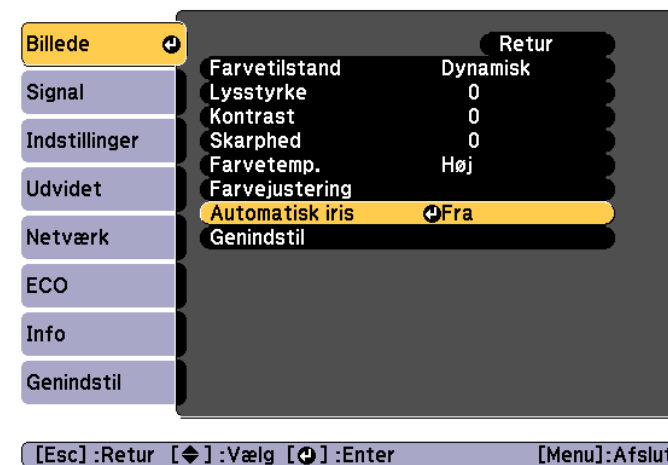 Billede
Signal
Indstillinger
Udvidet
Netværk
ECO
Info
Genindstil
Retur
Farvetilstand Dynamisk
Lysstyrke 0
Kontrast 0
Skarphed 0
Farvetemp. Høj
Farvejustering
Automatisk iris Fra
Genindstil
[Esc] :Retur [◆] :Vælg [⏎] :Enter [Menu]:Afslut